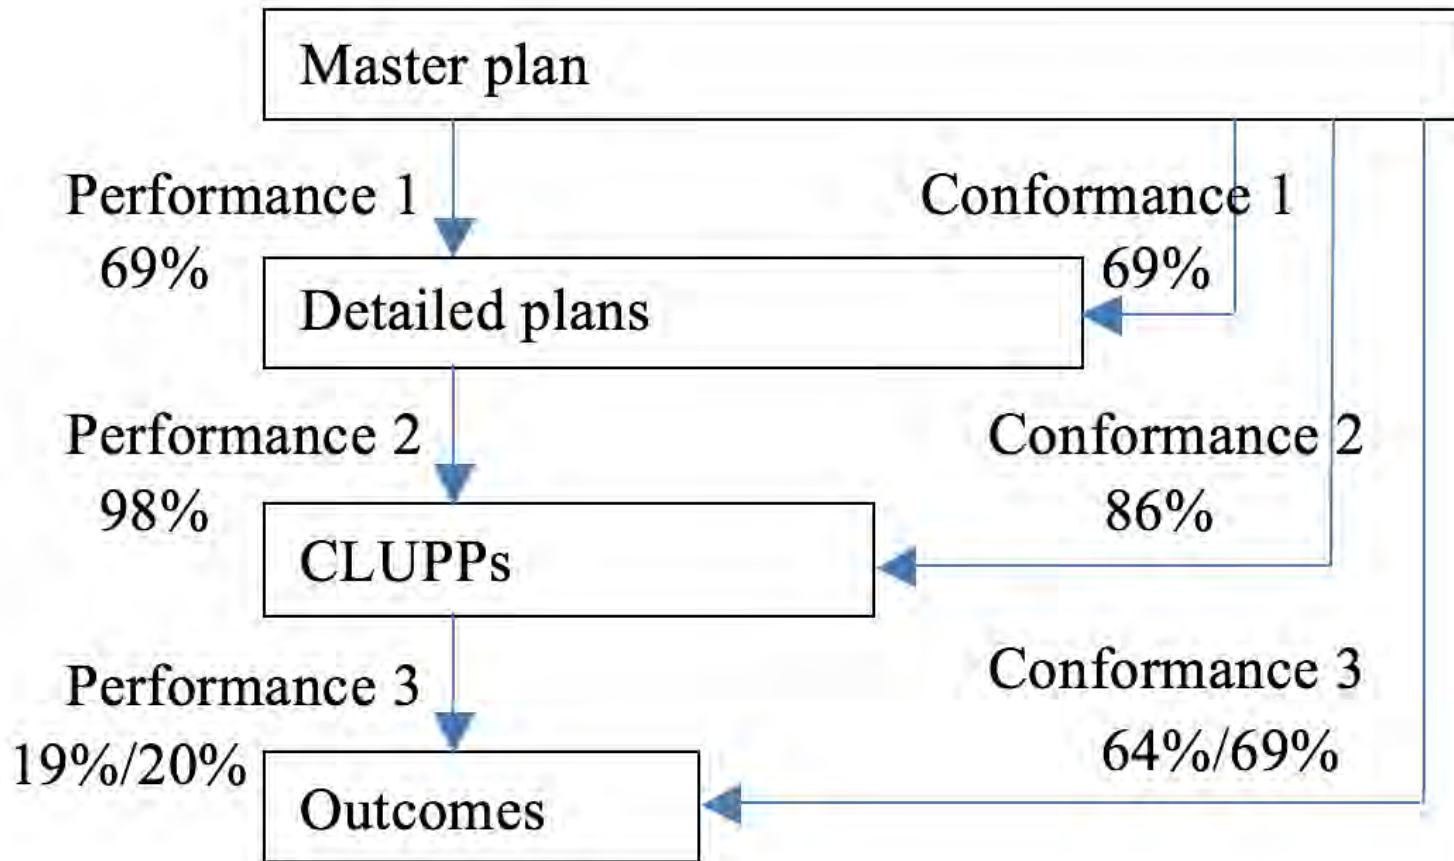 Master plan
Performance 1
Conformance 1
69%
69%
Detailed plans
Performance 2
Conformance 2
98%
86%
CLUPPs
Performance 3
Conformance 3
19%/20%
64%/69%
Outcomes